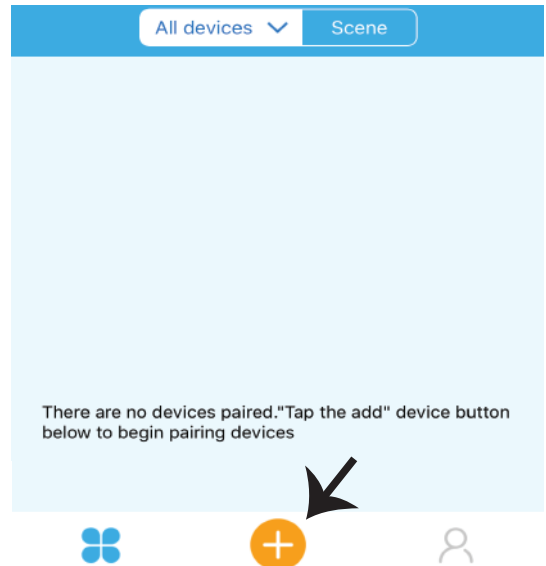 All devices Scene
There are no devices paired."Tap the add" device button
below to begin pairing devices